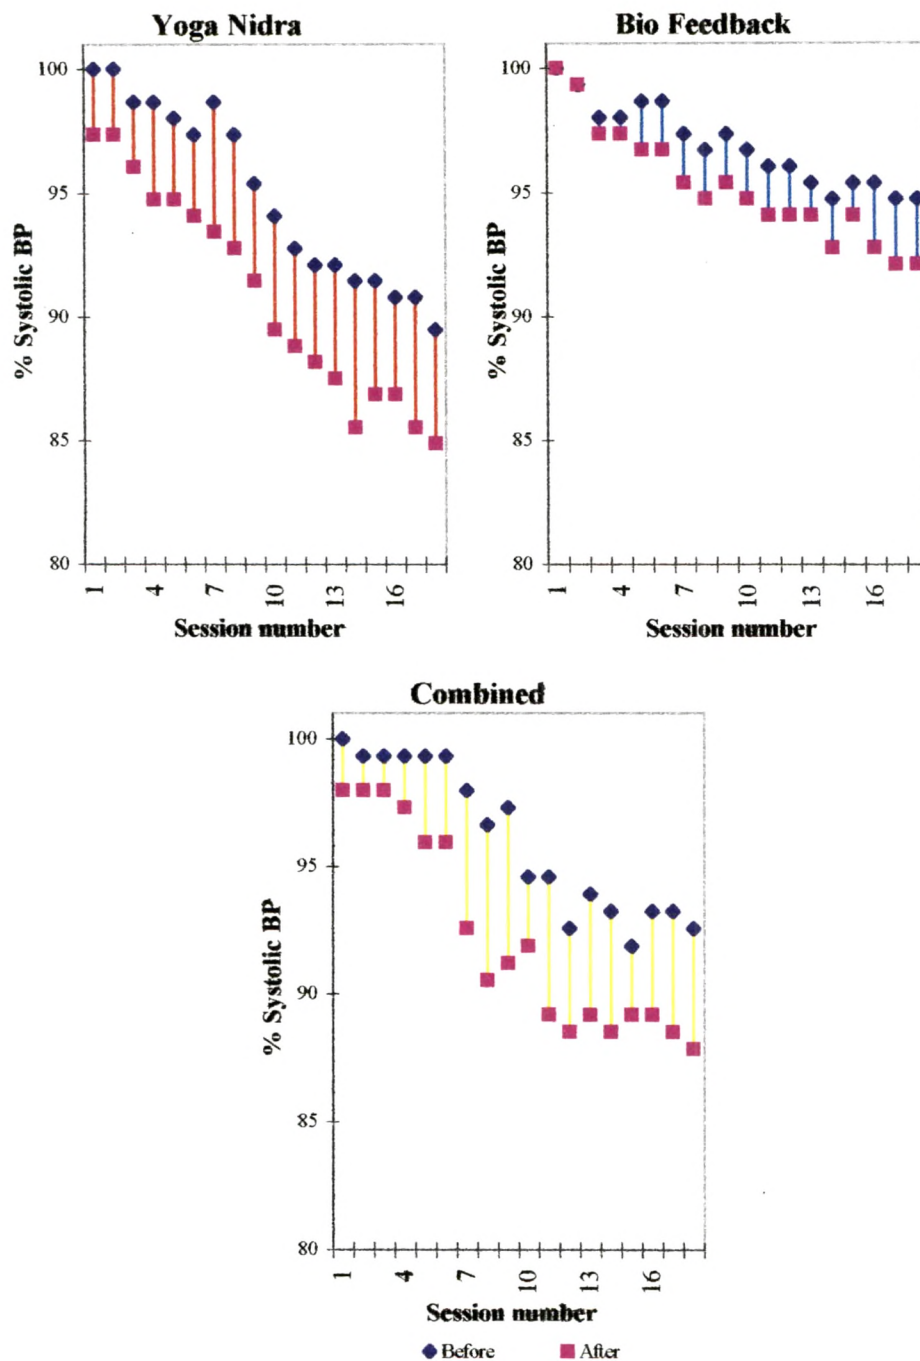 Yoga Nidra
% Systolic BP
100
95
90
85
80
1 4 7 10 13 16
Session number
Bio Feedback
% Systolic BP
100
95
90
85
80
1 4 7 10 13 16
Session number
Combined
% Systolic BP
100
95
90
85
80
1 4 7 10 13 16
Session number
Before After